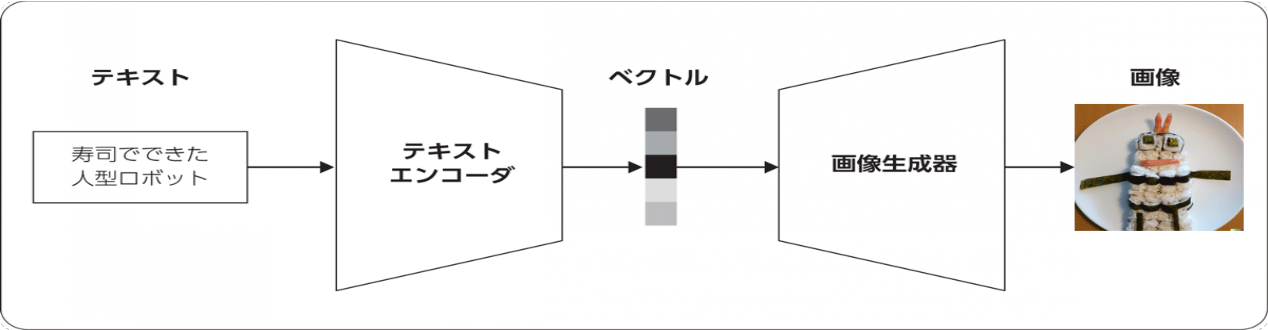 テキスト
寿司でできた
人型ロボット
テキスト
エンコーダ
ベクトル
画像生成器
画像